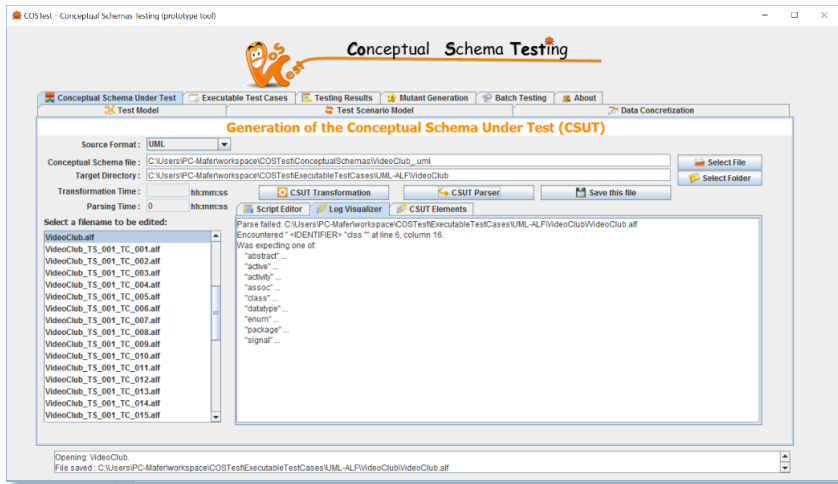 COSTest - Conceptual Schemas Testing (prototype tool)
CosTest
Conceptual Schema Testing
Conceptual Schema Under Test Executable Test Cases Testing Results Mutant Generation Batch Testing About
Test Model Test Scenario Model Data Concretization
Generation of the Conceptual Schema Under Test (CSUT)
Source Format: UML
Conceptual Schema file: C:\Users\PC-Mafer\workspace\COSTest\ConceptualSchemas\VideoClub_.uml Select File
Target Directory: C:\Users\PC-Mafer\workspace\COSTest\ExecutableTestCases\UML-ALF\VideoClub Select Folder
Transformation Time: hh:mm:ss CSUT Transformation CSUT Parser Save this file
Parsing Time: 0 hh:mm:ss Script Editor Log Visualizer CSUT Elements
Select a filename to be edited:
VideoClub.alf
VideoClub_TS_001_TC_001.alf
VideoClub_TS_001_TC_002.alf
VideoClub_TS_001_TC_003.alf
VideoClub_TS_001_TC_004.alf
VideoClub_TS_001_TC_005.alf
VideoClub_TS_001_TC_006.alf
VideoClub_TS_001_TC_007.alf
VideoClub_TS_001_TC_008.alf
VideoClub_TS_001_TC_009.alf
VideoClub_TS_001_TC_010.alf
VideoClub_TS_001_TC_011.alf
VideoClub_TS_001_TC_012.alf
VideoClub_TS_001_TC_013.alf
VideoClub_TS_001_TC_014.alf
VideoClub_TS_001_TC_015.alf
Parse failed: C:\Users\PC-Mafer\workspace\COSTest\ExecutableTestCases\UML-ALF\VideoClub\VideoClub.alf
Encountered " <IDENTIFIER> "clss "" at line 6, column 16.
Was expecting one of:
"abstract" ...
"active" ...
"activity" ...
"assoc" ...
"class" ...
"datatype" ...
"enum" ...
"package" ...
"signal" ...
Opening: VideoClub.
File saved : C:\Users\PC-Mafer\workspace\COSTest\ExecutableTestCases\UML-ALF\VideoClub\VideoClub.alf